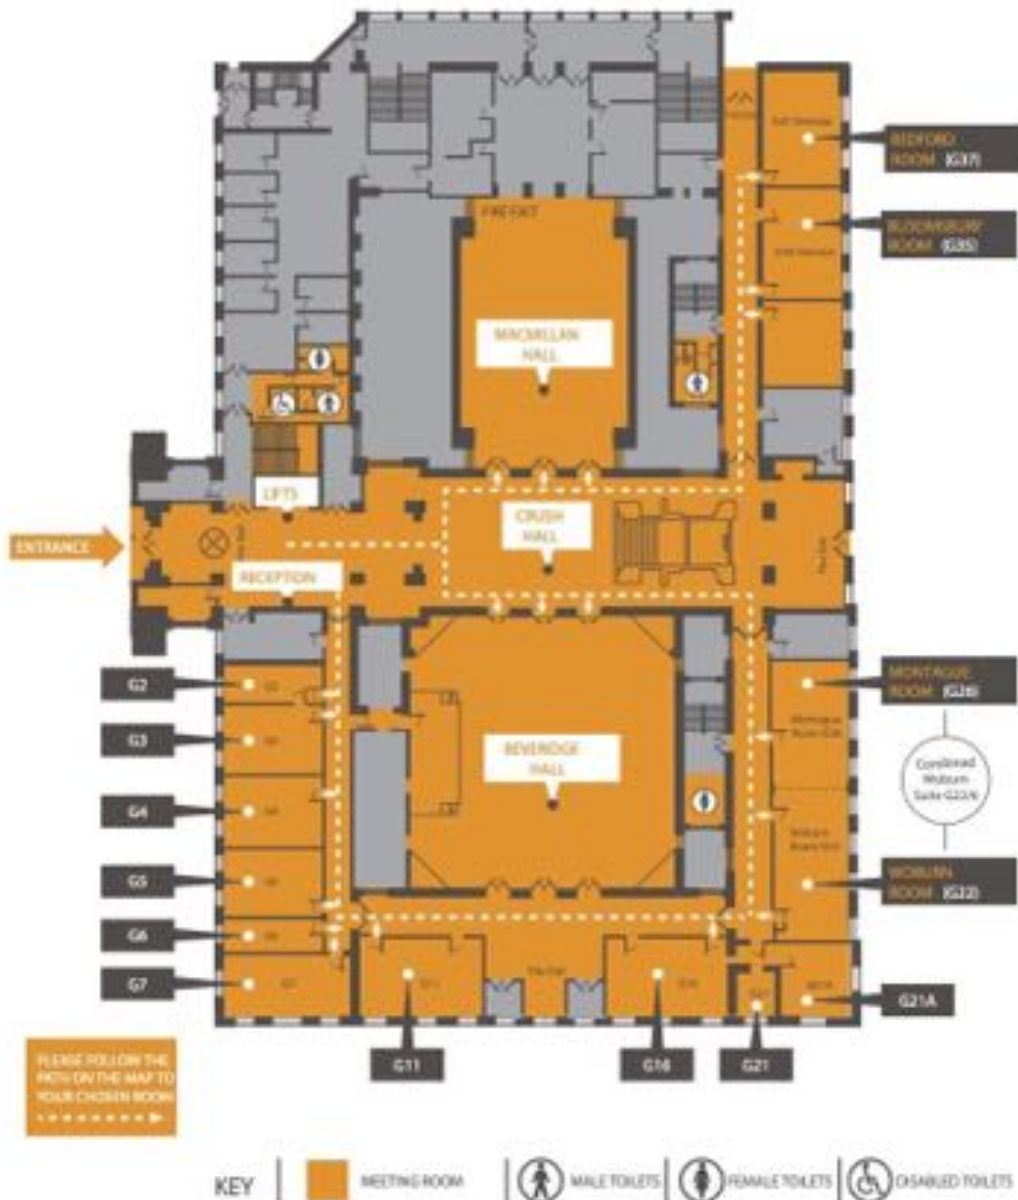 BEDFORD
ROOM (G37)
BLOOMSBURY
ROOM (G35)
FIRE EXIT
MACMILLAN
HALL
LIFTS
CRUSH
HALL
ENTRANCE
RECEPTION
G2
G3
G4
G5
G6
G7
BEVERIDGE
HALL
MONTAGUE
ROOM (G26)
Combined
Woburn
Suite G22/6
WOBURN
ROOM (G22)
G21A
G11
G16
G21
PLEASE FOLLOW THE
PATH ON THE MAP TO
YOUR CHOSEN ROOM
KEY
MEETING ROOM
MALE TOILETS
FEMALE TOILETS
DISABLED TOILETS